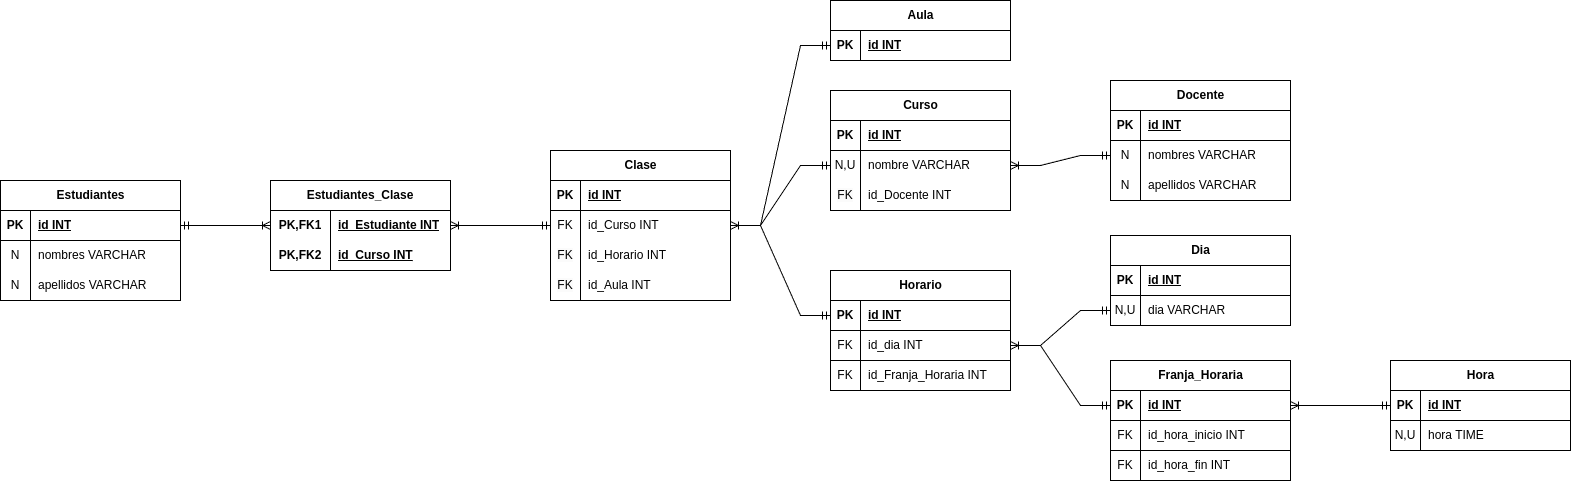 Estudiantes
PK id INT
N nombres VARCHAR
N apellidos VARCHAR
Estudiantes_Clase
PK,FK1 id_Estudiante INT
PK,FK2 id_Curso INT
Clase
PK id INT
FK id_Curso INT
FK id_Horario INT
FK id_Aula INT
Aula
PK id INT
Curso
PK id INT
N,U nombre VARCHAR
FK id_Docente INT
Horario
PK id INT
FK id_dia INT
FK id_Franja_Horaria INT
Docente
PK id INT
N nombres VARCHAR
N apellidos VARCHAR
Dia
PK id INT
N,U dia VARCHAR
Franja_Horaria
PK id INT
FK id_hora_inicio INT
FK id_hora_fin INT
Hora
PK id INT
N,U hora TIME